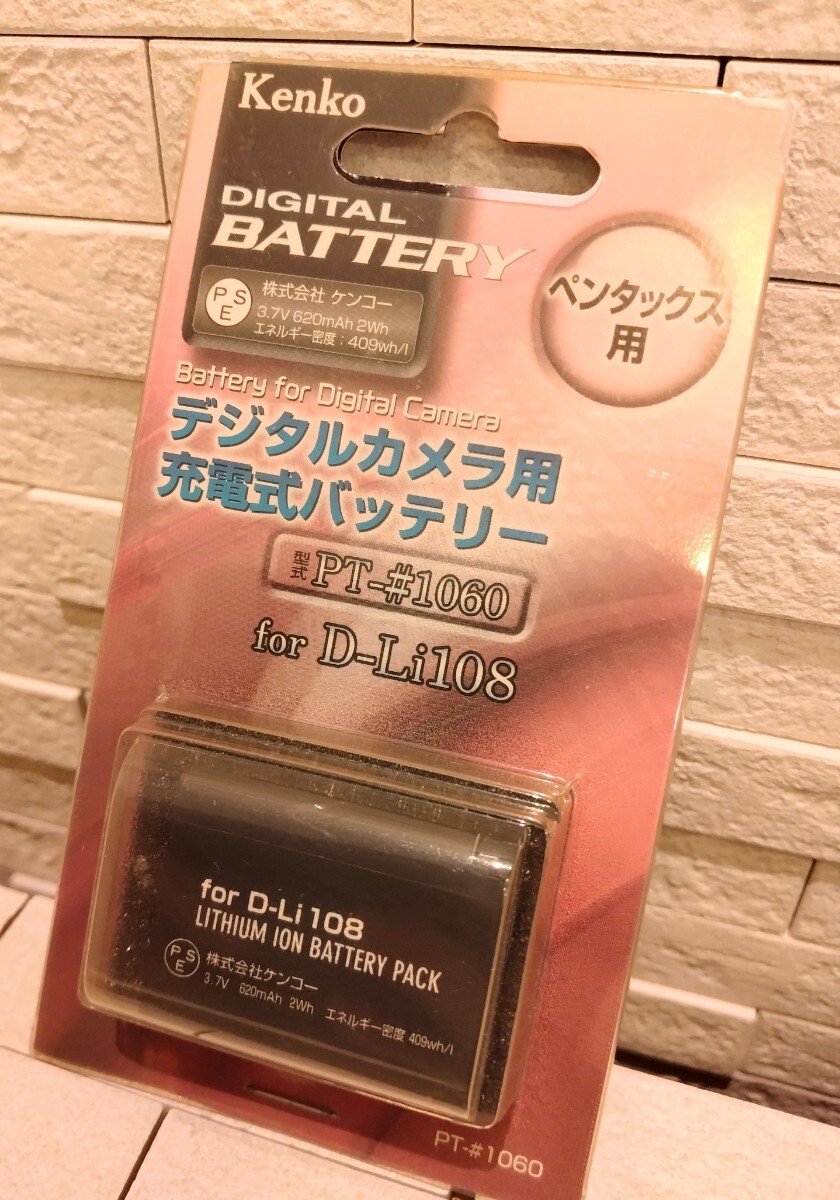 Kenko
DIGITAL
BATTERY
PSE
株式会社 ケンコー
3.7V 620mAh 2Wh
エネルギー密度：409wh/l
ペンタックス
用
Battery for Digital Camera
デジタルカメラ用
充電式バッテリー
型式 PT-#1060
for D-Li108
for D-Li108
LITHIUM ION BATTERY PACK
PSE
株式会社ケンコー
3.7V 620mAh 2Wh エネルギー密度 409wh/l
PT-#1060